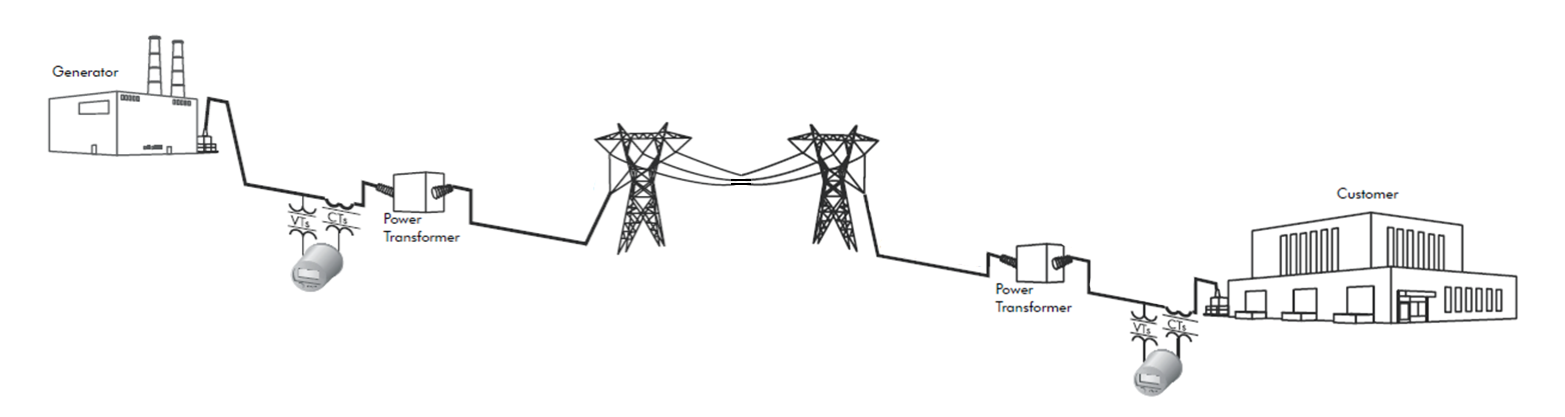 Generator
VTs
CTs
Power
Transformer
Customer
Power
Transformer
VTs
CTs